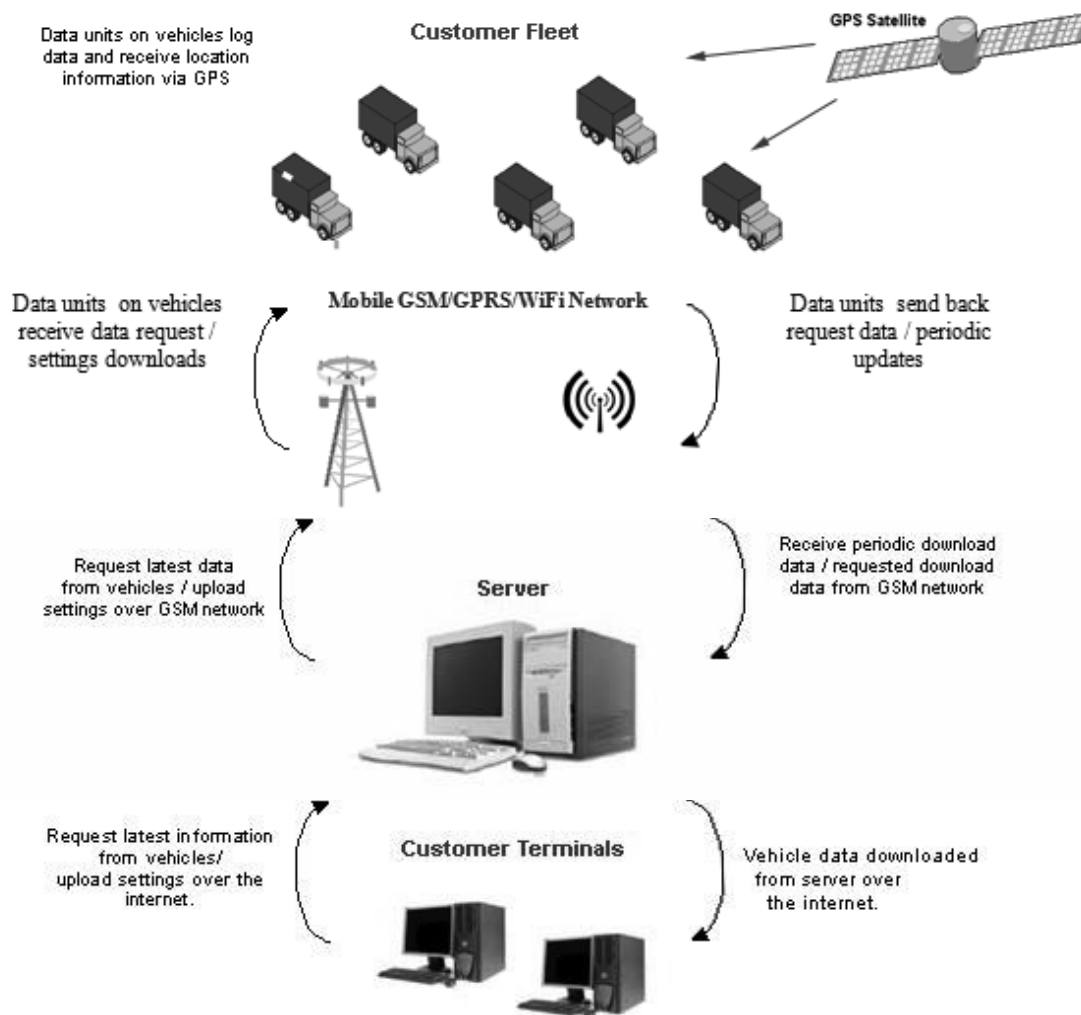 Data units on vehicles log
data and receive location
information via GPS
Customer Fleet
GPS Satellite
Data units on vehicles
receive data request /
settings downloads
Mobile GSM/GPRS/WiFi Network
Data units send back
request data / periodic
updates
Request latest data
from vehicles / upload
settings over GSM network
Server
Receive periodic download
data / requested download
data from GSM network
Request latest information
from vehicles/
upload settings over the
internet.
Customer Terminals
Vehicle data downloaded
from server over
the internet.